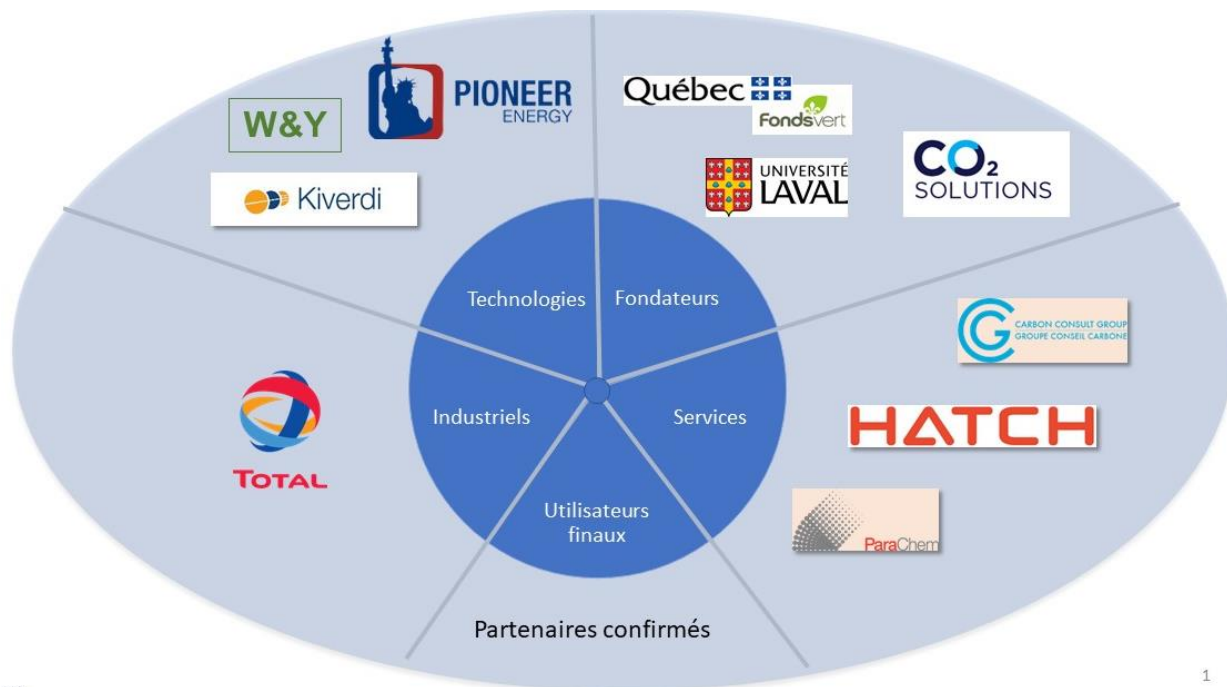 W&Y
PIONEER
ENERGY
Kiverdi
Québec
Fondsvert
UNIVERSITÉ
LAVAL
CO₂
SOLUTIONS
Technologies
Fondateurs
Industriels
Services
Utilisateurs
finaux
TOTAL
CARBON CONSULT GROUP
GROUPE CONSEIL CARBONE
HATCH
ParaChem
Partenaires confirmés
1